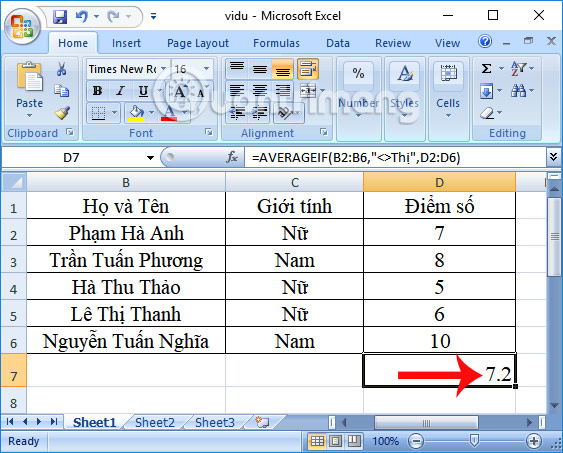 vidu - Microsoft Excel
Home Insert Page Layout Formulas Data Review View
Paste
Times New Ro 16
B I U A A
Σ
%
Number Styles Cells
Clipboard Font Alignment Editing
D7 fx =AVERAGEIF(B2:B6,"<>Thị",D2:D6)
B C D
1 Họ và Tên Giới tính Điểm số
2 Phạm Hà Anh Nữ 7
3 Trần Tuấn Phương Nam 8
4 Hà Thu Thảo Nữ 5
5 Lê Thị Thanh Nữ 6
6 Nguyễn Tuấn Nghĩa Nam 10
7 7.2
8
Sheet1 Sheet2 Sheet3
Ready 100%